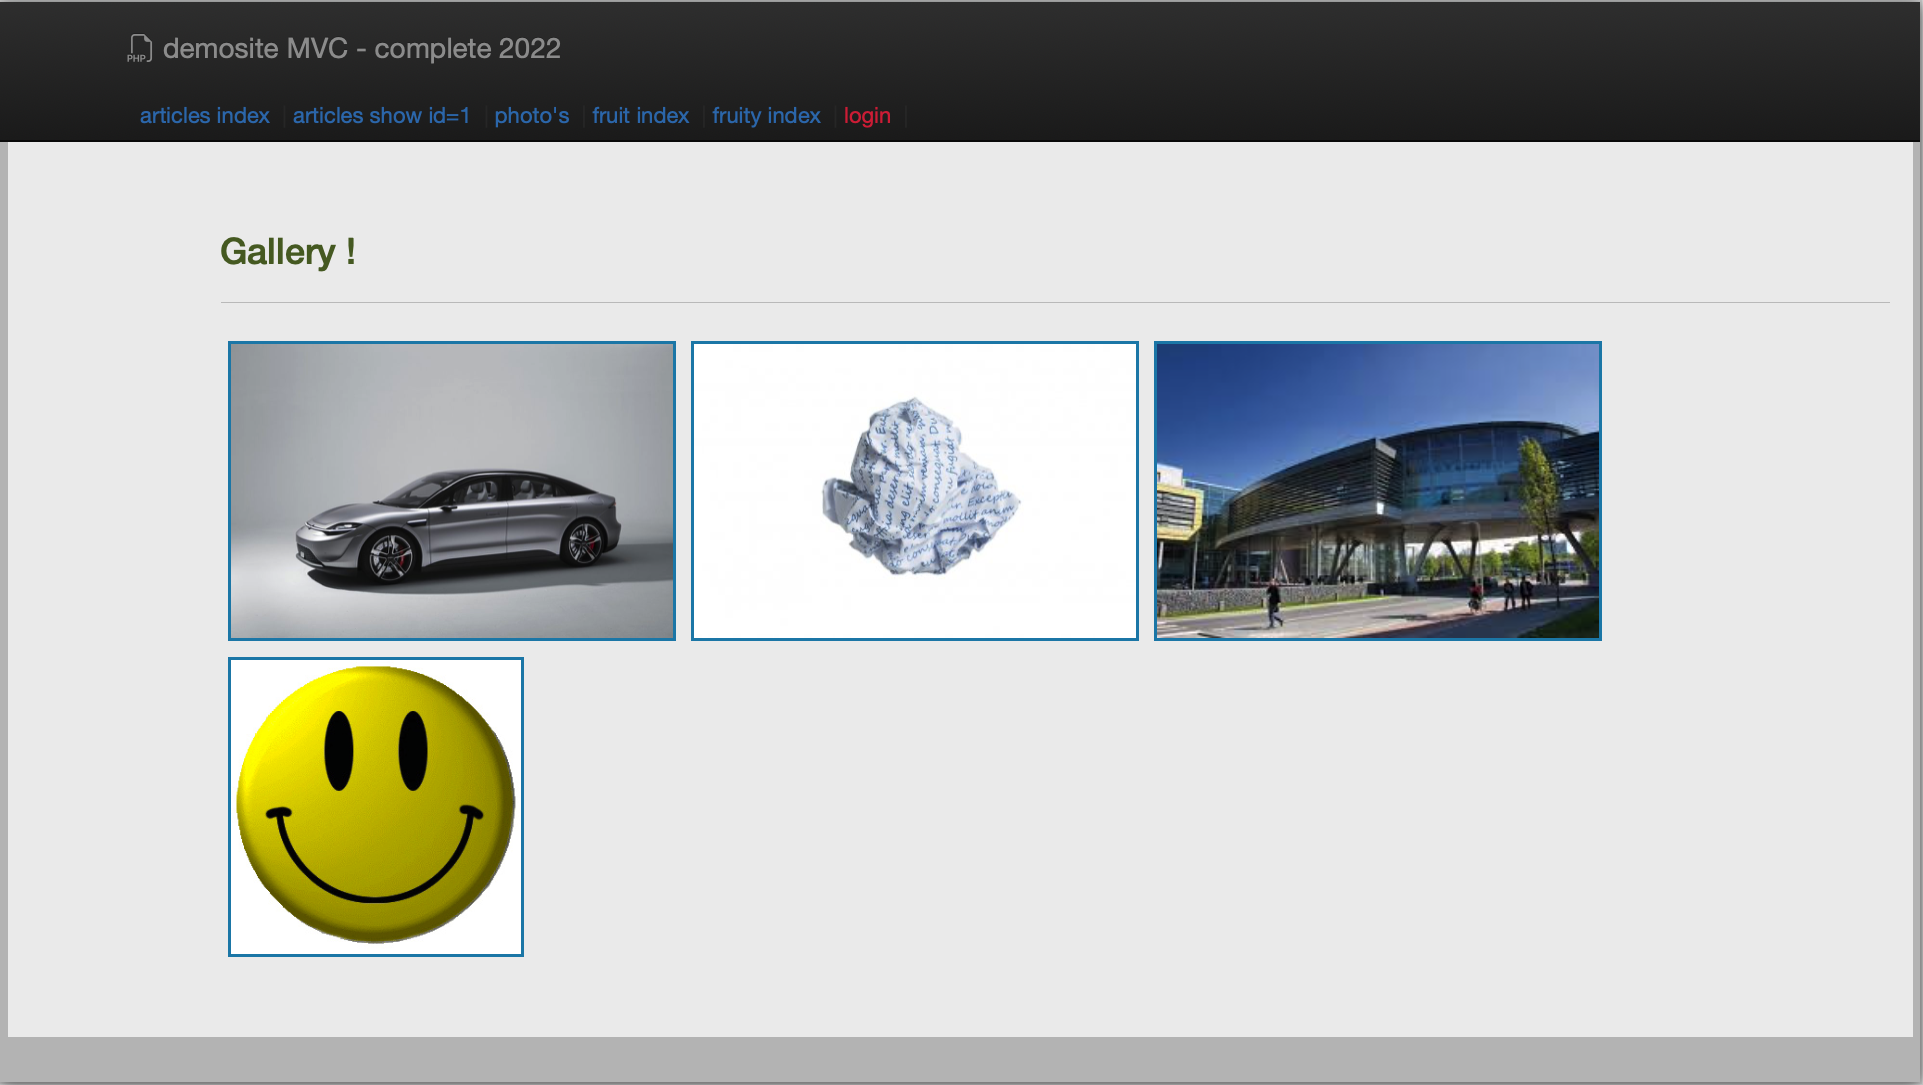 PHP demosite MVC - complete 2022
articles index articles show id=1 photo's fruit index fruity index login
Gallery !